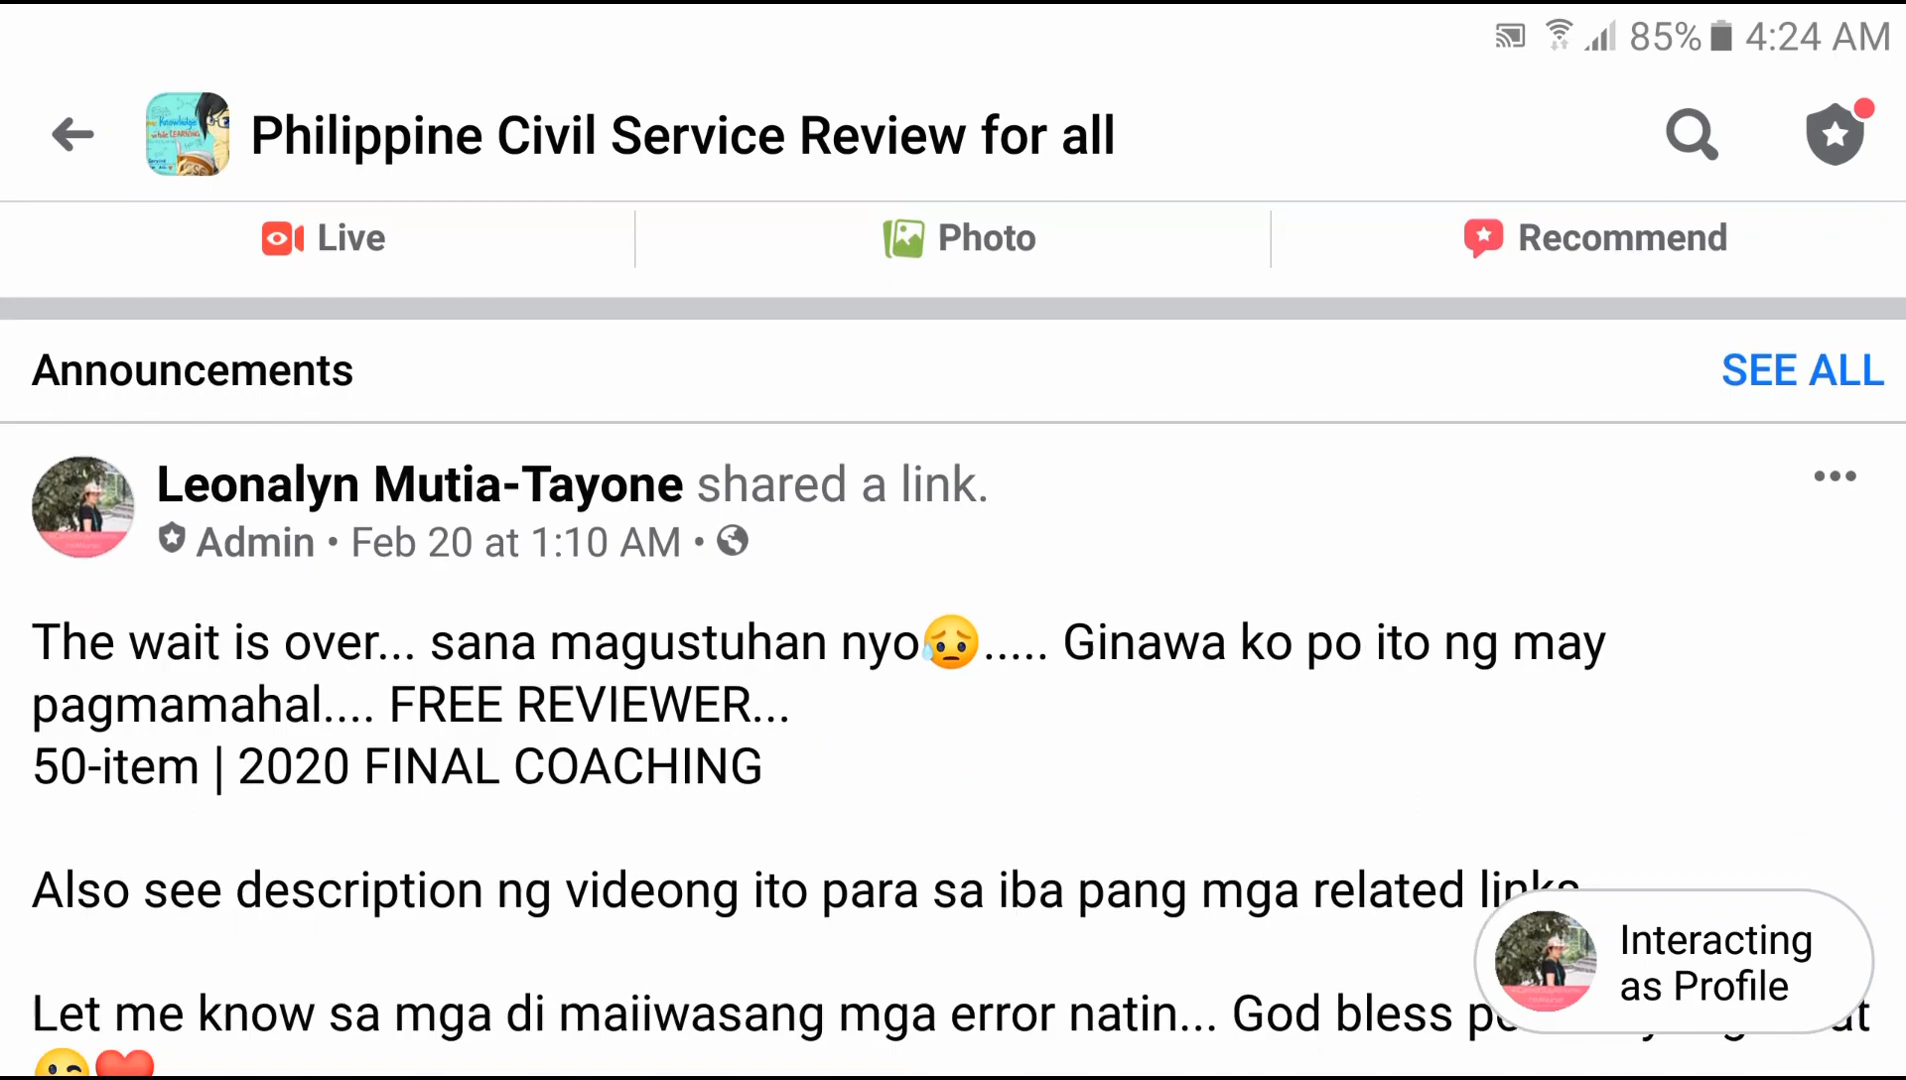 85% 4:24 AM
Knowledge
while LEARNING
Philippine Civil Service Review for all
Live Photo Recommend
Announcements SEE ALL
Leonalyn Mutia-Tayone shared a link.
Admin • Feb 20 at 1:10 AM •
The wait is over... sana magustuhan nyo😥..... Ginawa ko po ito ng may
pagmamahal.... FREE REVIEWER...
50-item | 2020 FINAL COACHING
Also see description ng videong ito para sa iba pang mga related links
Let me know sa mga di maiiwasang mga error natin... God bless
😉❤️
Interacting
as Profile